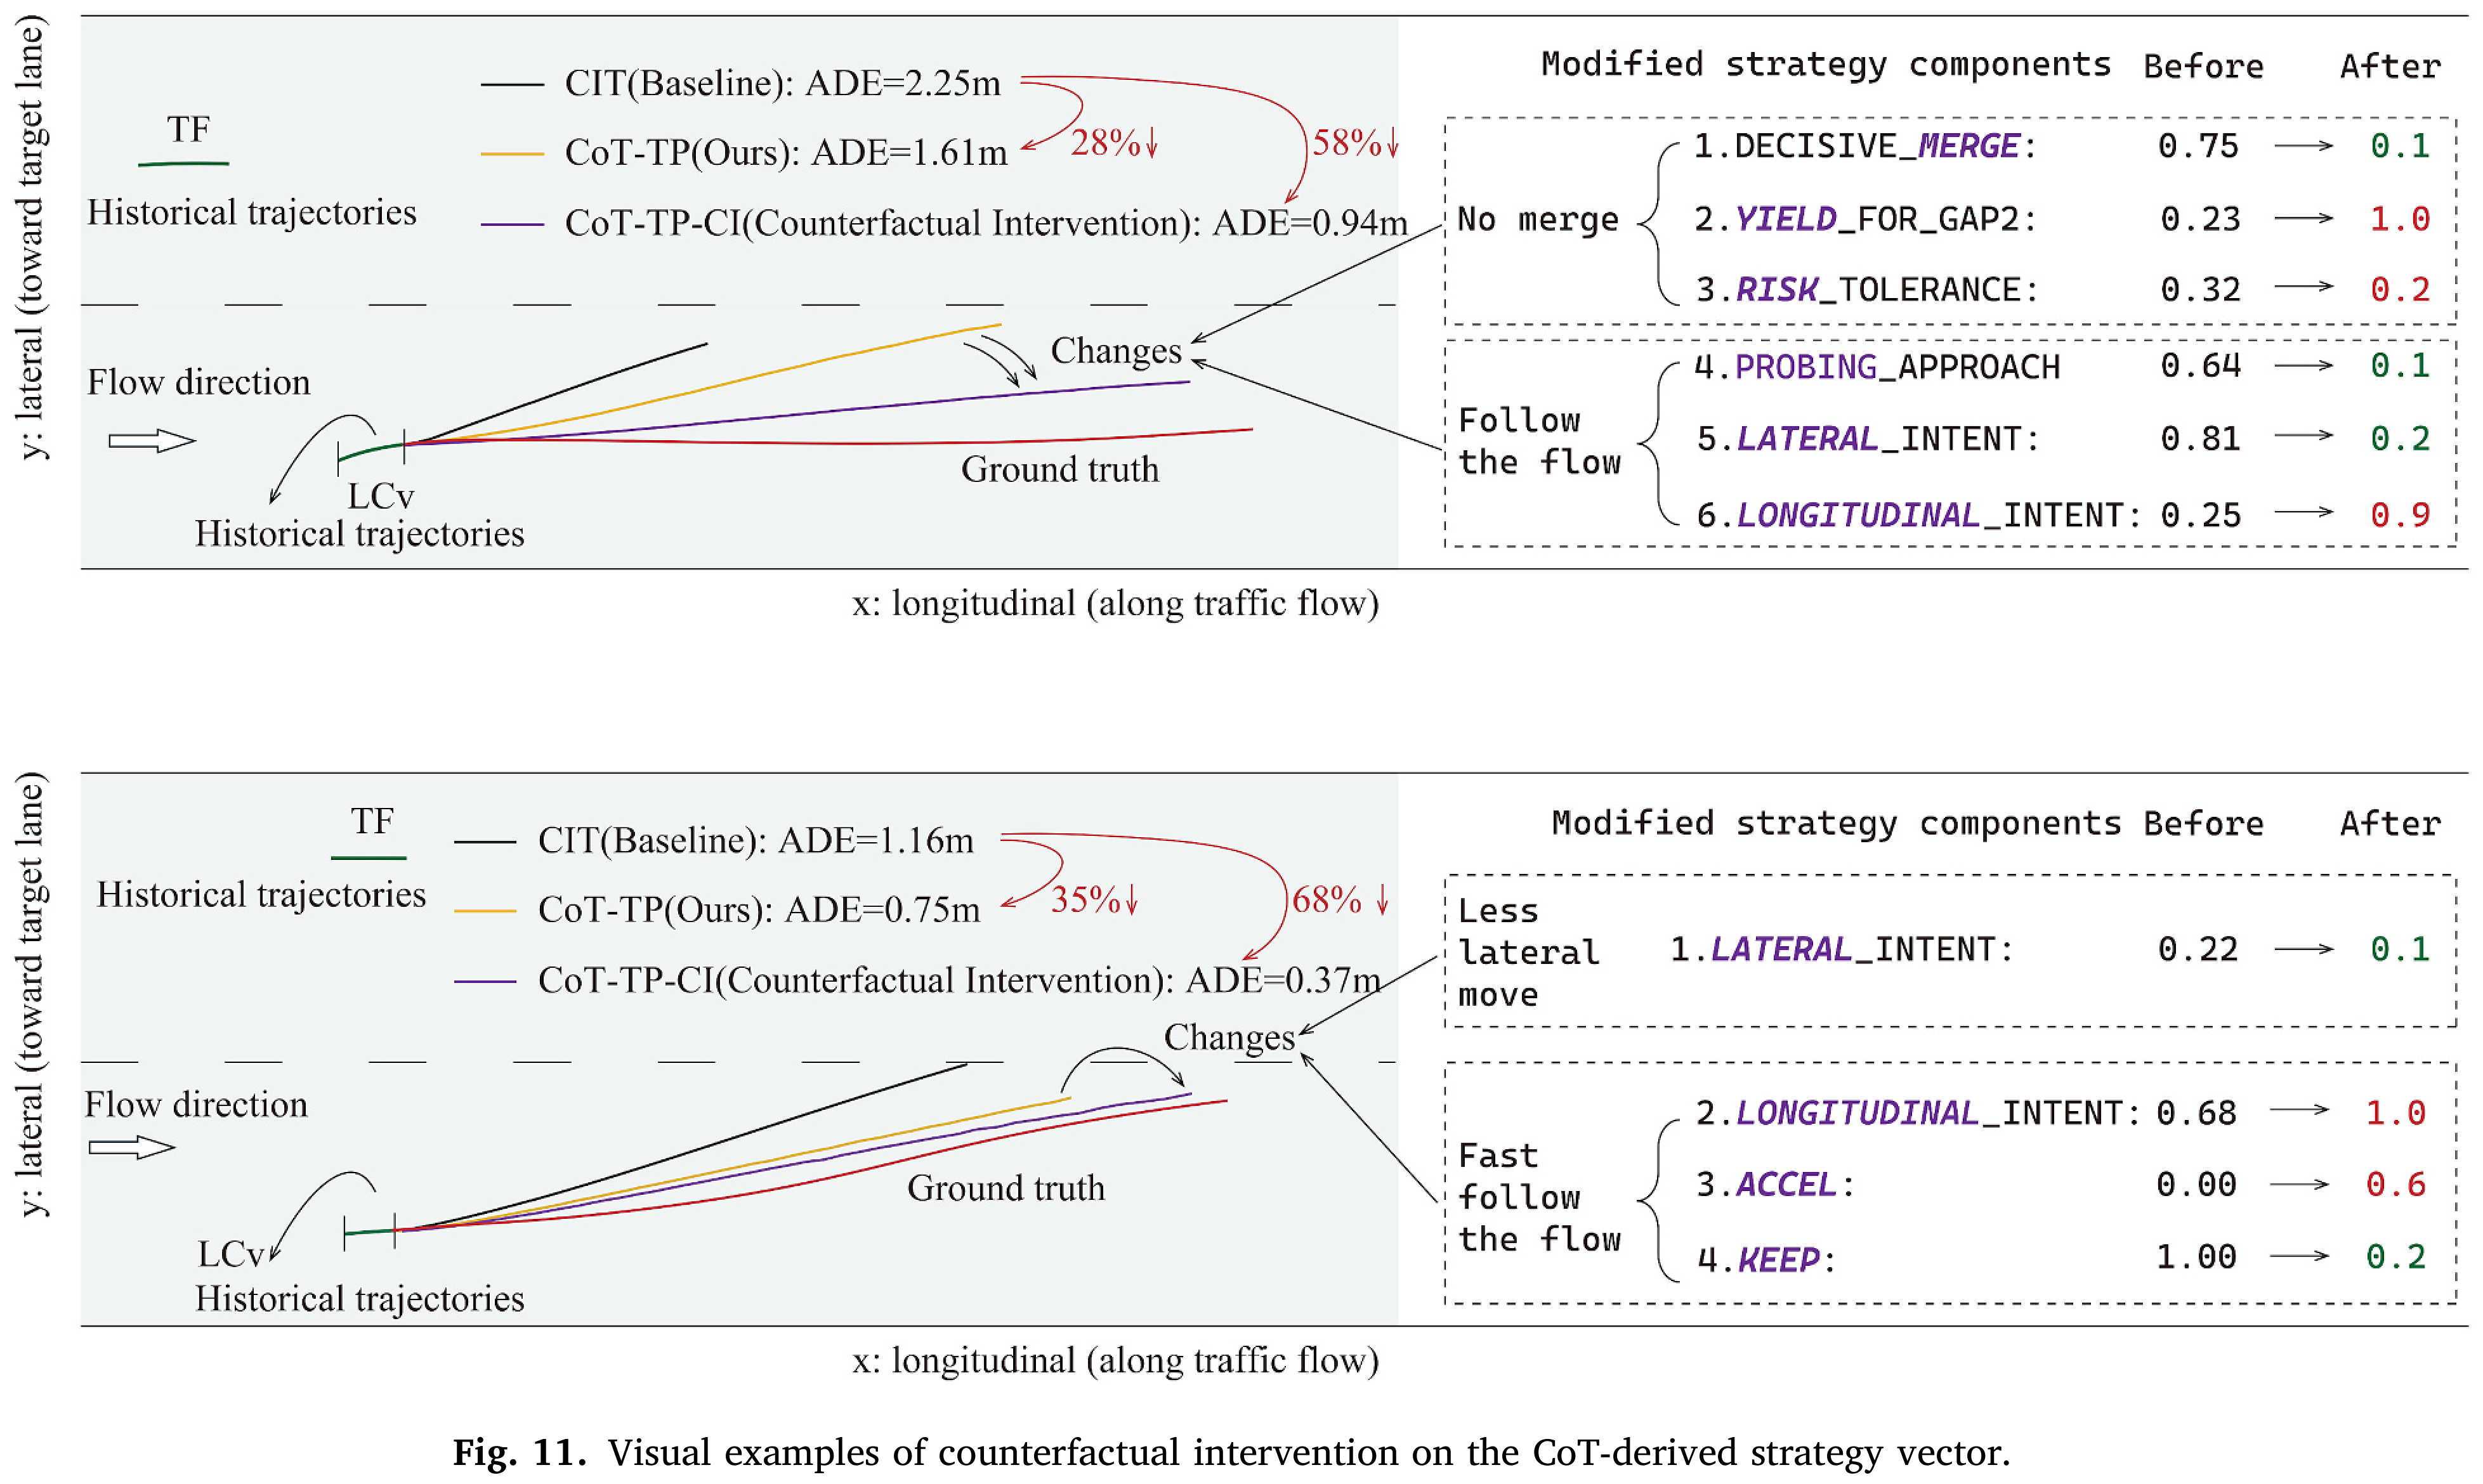 y: lateral (toward target lane)
TF
Historical trajectories
CIT(Baseline): ADE=2.25m
CoT-TP(Ours): ADE=1.61m
28%↓
58%↓
CoT-TP-CI(Counterfactual Intervention): ADE=0.94m
Flow direction
LCv
Historical trajectories
Changes
Ground truth
x: longitudinal (along traffic flow)
Modified strategy components Before After
No merge
1.DECISIVE_MERGE: 0.75 → 0.1
2.YIELD_FOR_GAP2: 0.23 → 1.0
3.RISK_TOLERANCE: 0.32 → 0.2
Follow
the flow
4.PROBING_APPROACH 0.64 → 0.1
5.LATERAL_INTENT: 0.81 → 0.2
6.LONGITUDINAL_INTENT: 0.25 → 0.9
y: lateral (toward target lane)
TF
Historical trajectories
CIT(Baseline): ADE=1.16m
CoT-TP(Ours): ADE=0.75m
35%↓
68% ↓
CoT-TP-CI(Counterfactual Intervention): ADE=0.37m
Changes
Flow direction
LCv
Historical trajectories
Ground truth
x: longitudinal (along traffic flow)
Modified strategy components Before After
Less
lateral
move
1.LATERAL_INTENT: 0.22 → 0.1
Fast
follow
the flow
2.LONGITUDINAL_INTENT: 0.68 → 1.0
3.ACCEL: 0.00 → 0.6
4.KEEP: 1.00 → 0.2
Fig. 11. Visual examples of counterfactual intervention on the CoT-derived strategy vector.